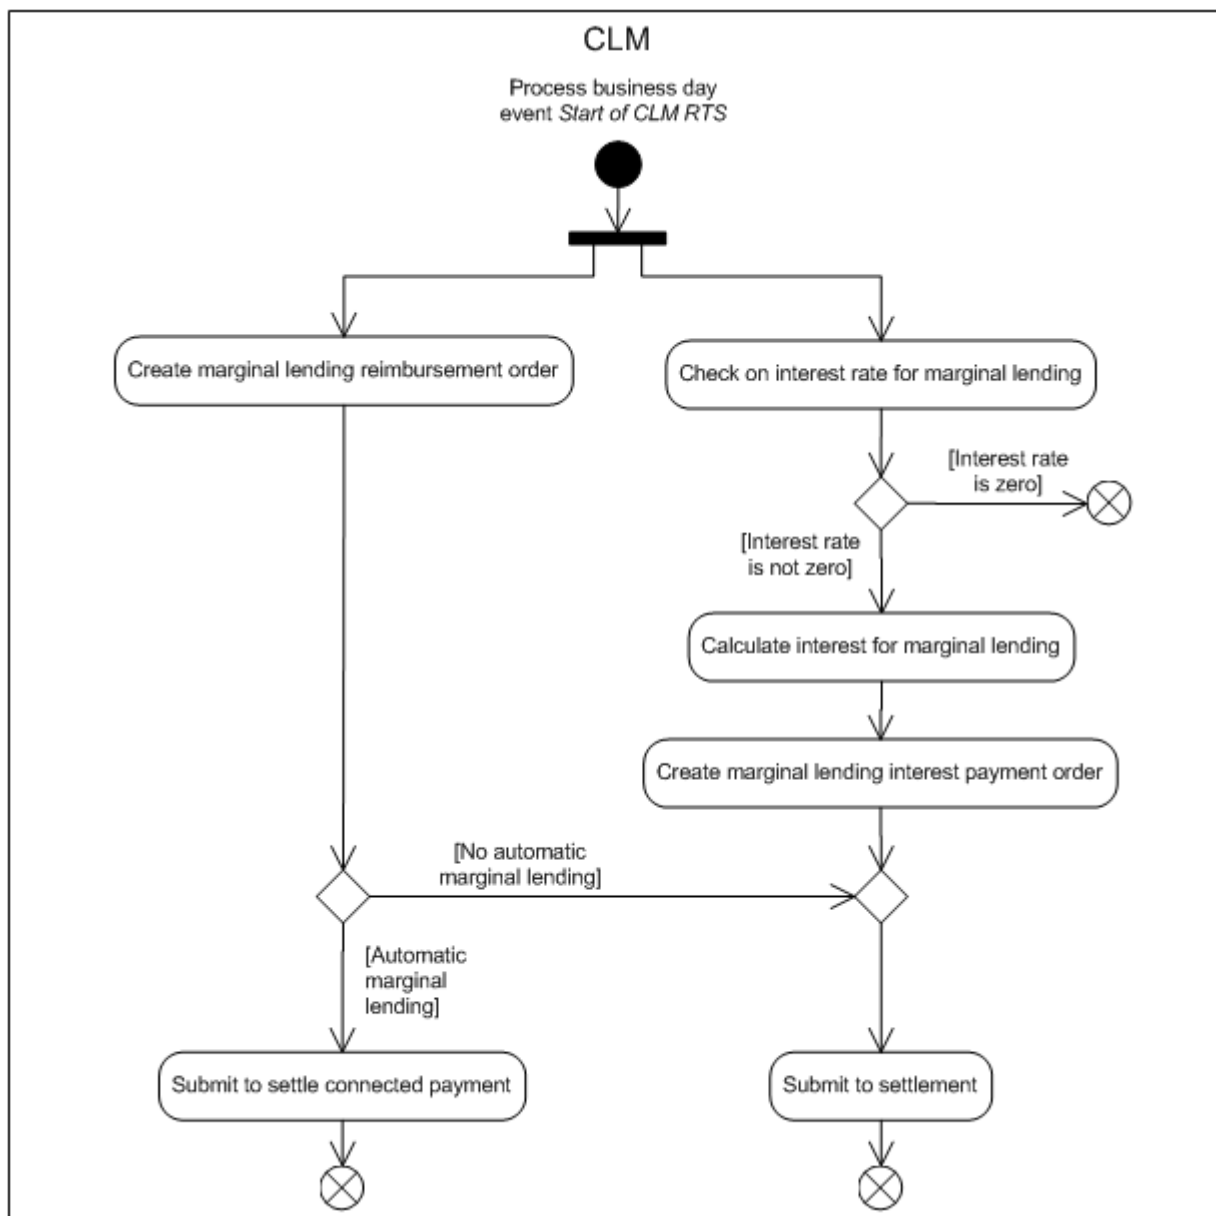 CLM
Process business day
event Start of CLM RTS
Create marginal lending reimbursement order
Check on interest rate for marginal lending
[Interest rate
is zero]
[Interest rate
is not zero]
Calculate interest for marginal lending
Create marginal lending interest payment order
[No automatic
marginal lending]
[Automatic
marginal
lending]
Submit to settle connected payment
Submit to settlement